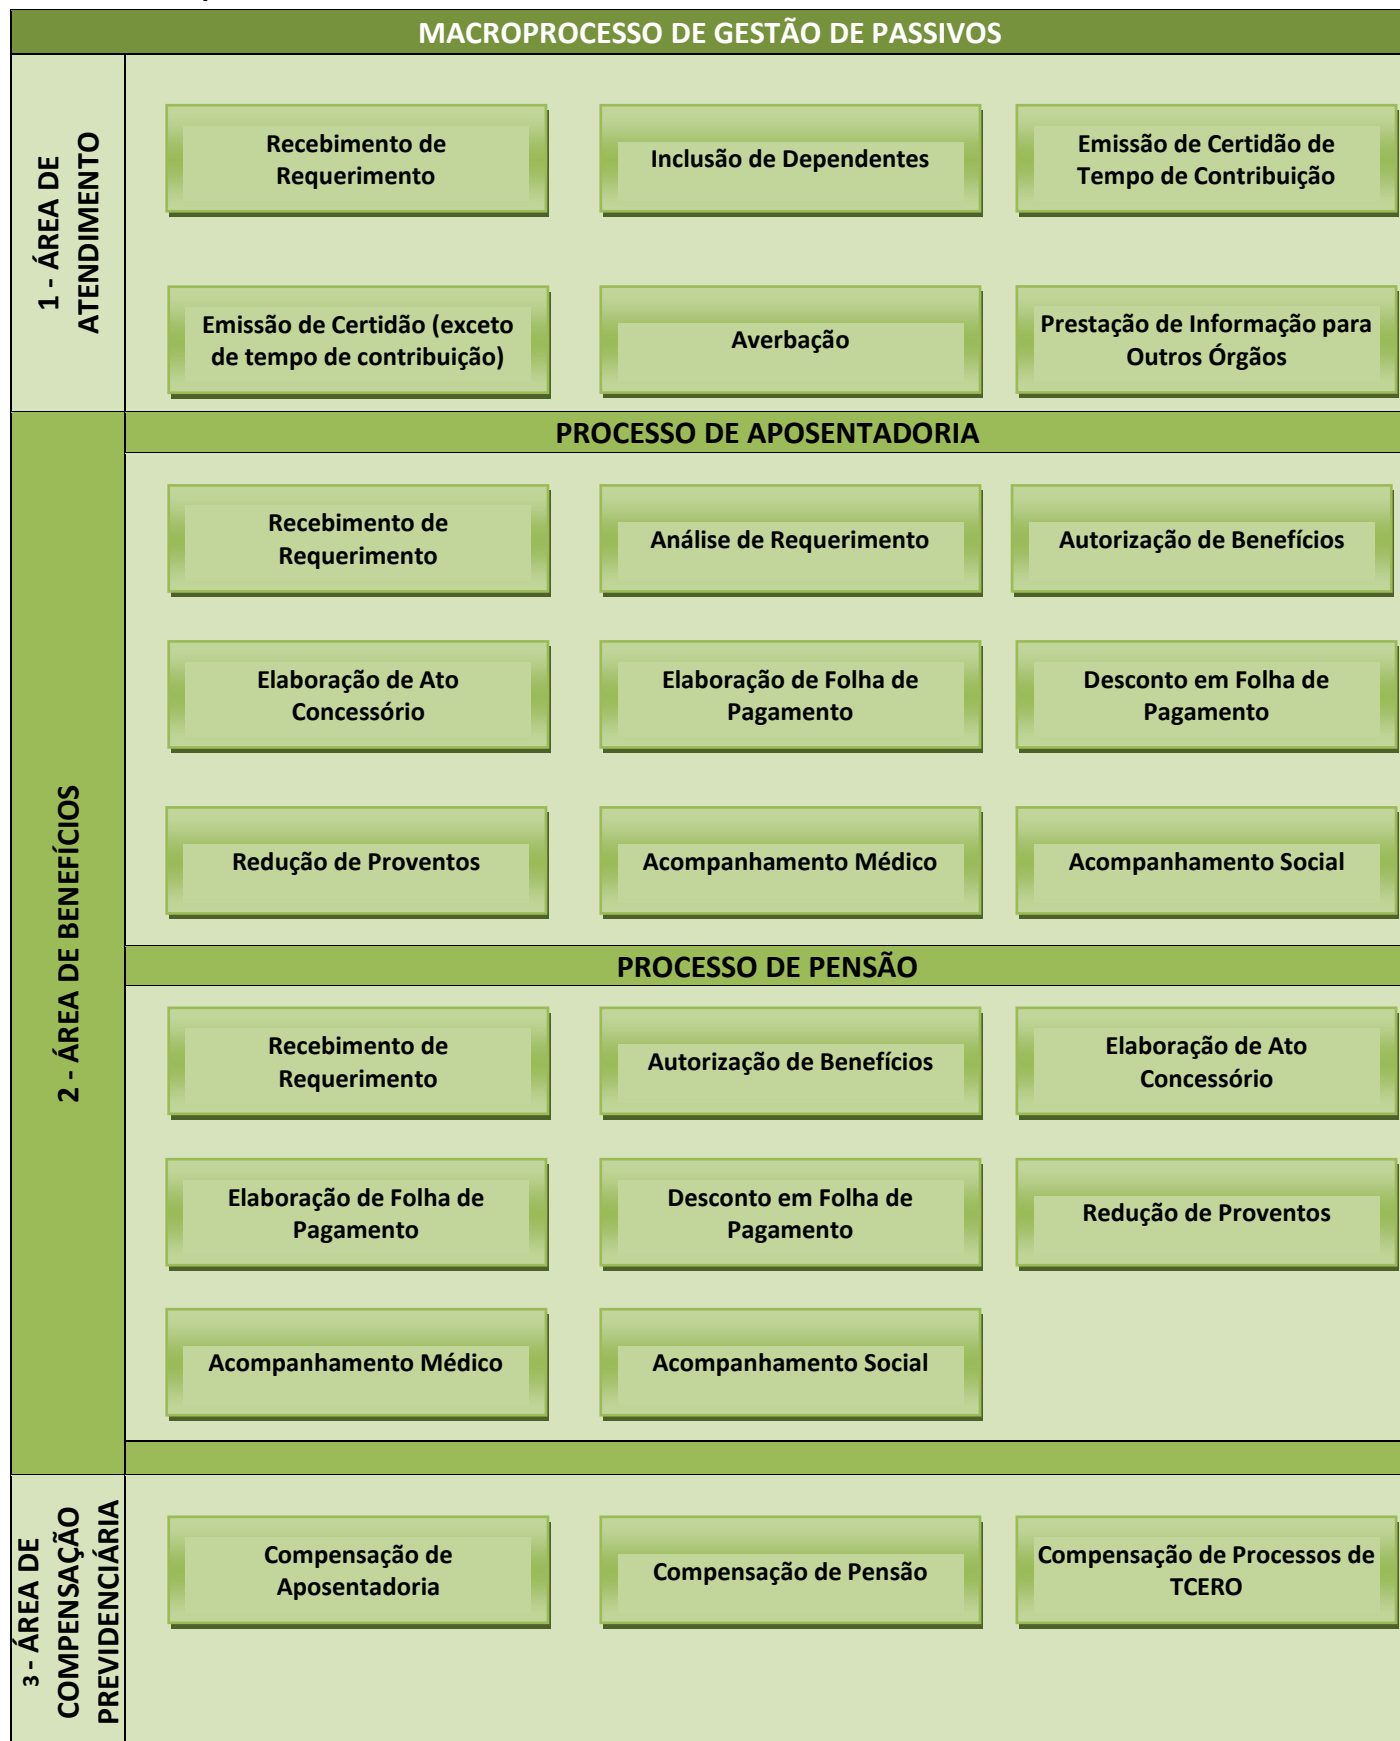 MACROPROCESSO DE GESTÃO DE PASSIVOS
1 - ÁREA DE
ATENDIMENTO
Recebimento de
Requerimento
Inclusão de Dependentes
Emissão de Certidão de
Tempo de Contribuição
Emissão de Certidão (exceto
de tempo de contribuição)
Averbação
Prestação de Informação para
Outros Órgãos
2 - ÁREA DE BENEFÍCIOS
PROCESSO DE APOSENTADORIA
Recebimento de
Requerimento
Análise de Requerimento
Autorização de Benefícios
Elaboração de Ato
Concessório
Elaboração de Folha de
Pagamento
Desconto em Folha de
Pagamento
Redução de Proventos
Acompanhamento Médico
Acompanhamento Social
PROCESSO DE PENSÃO
Recebimento de
Requerimento
Autorização de Benefícios
Elaboração de Ato
Concessório
Elaboração de Folha de
Pagamento
Desconto em Folha de
Pagamento
Redução de Proventos
Acompanhamento Médico
Acompanhamento Social
3 - ÁREA DE
COMPENSAÇÃO
PREVIDENCIÁRIA
Compensação de
Aposentadoria
Compensação de Pensão
Compensação de Processos de
TCERO